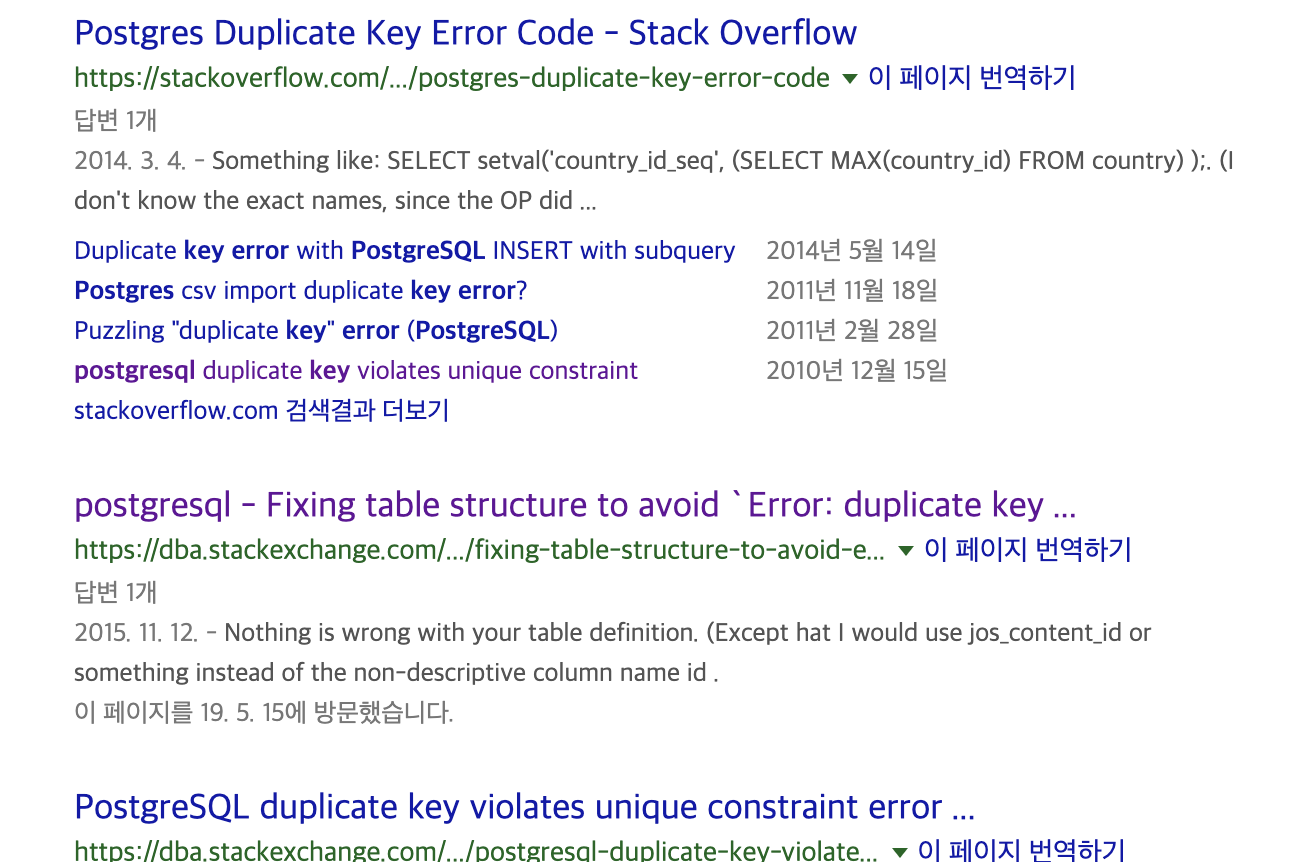 Postgres Duplicate Key Error Code - Stack Overflow
https://stackoverflow.com/.../postgres-duplicate-key-error-code ▼ 이 페이지 번역하기
답변 1개
2014. 3. 4. - Something like: SELECT setval('country_id_seq', (SELECT MAX(country_id) FROM country) );. (I
don't know the exact names, since the OP did ...
Duplicate key error with PostgreSQL INSERT with subquery 2014년 5월 14일
Postgres csv import duplicate key error? 2011년 11월 18일
Puzzling "duplicate key" error (PostgreSQL) 2011년 2월 28일
postgresql duplicate key violates unique constraint 2010년 12월 15일
stackoverflow.com 검색결과 더보기
postgresql - Fixing table structure to avoid `Error: duplicate key ...
https://dba.stackexchange.com/.../fixing-table-structure-to-avoid-e... ▼ 이 페이지 번역하기
답변 1개
2015. 11. 12. - Nothing is wrong with your table definition. (Except hat I would use jos_content_id or
something instead of the non-descriptive column name id .
이 페이지를 19. 5. 15에 방문했습니다.
PostgreSQL duplicate key violates unique constraint error ...
https://dba.stackexchange.com/.../postgresql-duplicate-key-violate... ▼ 이 페이지 번역하기